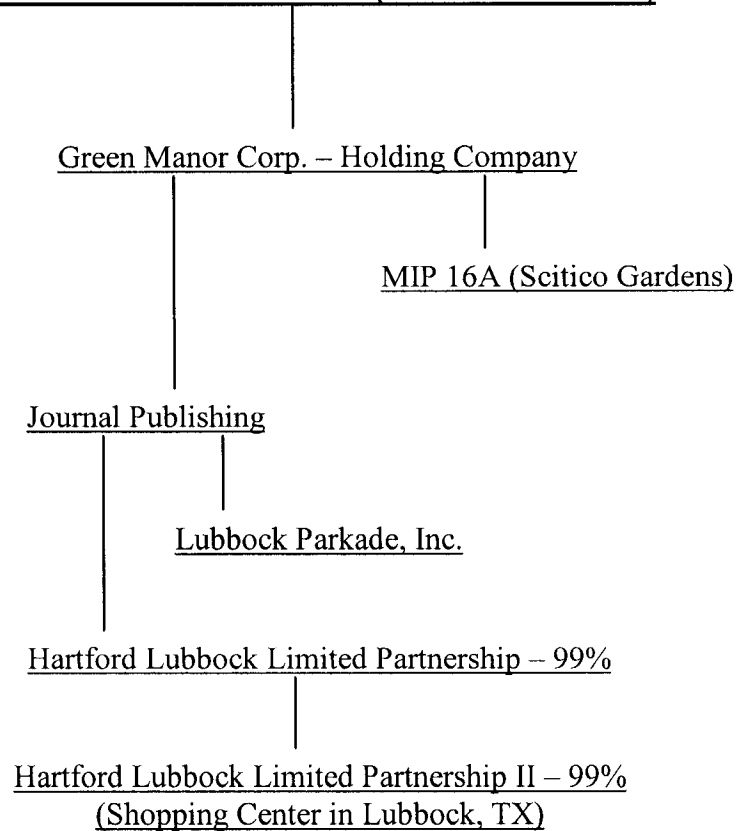 Green Manor Corp. – Holding Company
MIP 16A (Scitico Gardens)
Journal Publishing
Lubbock Parkade, Inc.
Hartford Lubbock Limited Partnership – 99%
Hartford Lubbock Limited Partnership II – 99%
(Shopping Center in Lubbock, TX)